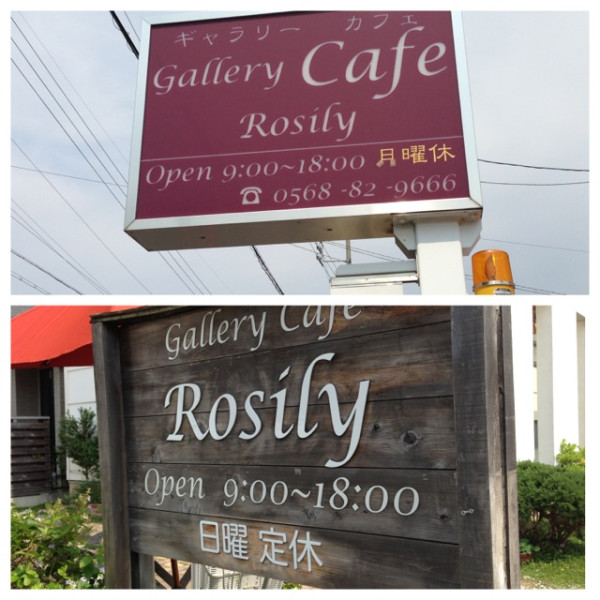 ギャラリー カフェ
Gallery Cafe
Rosily
Open 9:00~18:00 月曜休
☎ 0568-82-9666
Gallery Cafe
Rosily
Open 9:00~18:00
日曜 定休